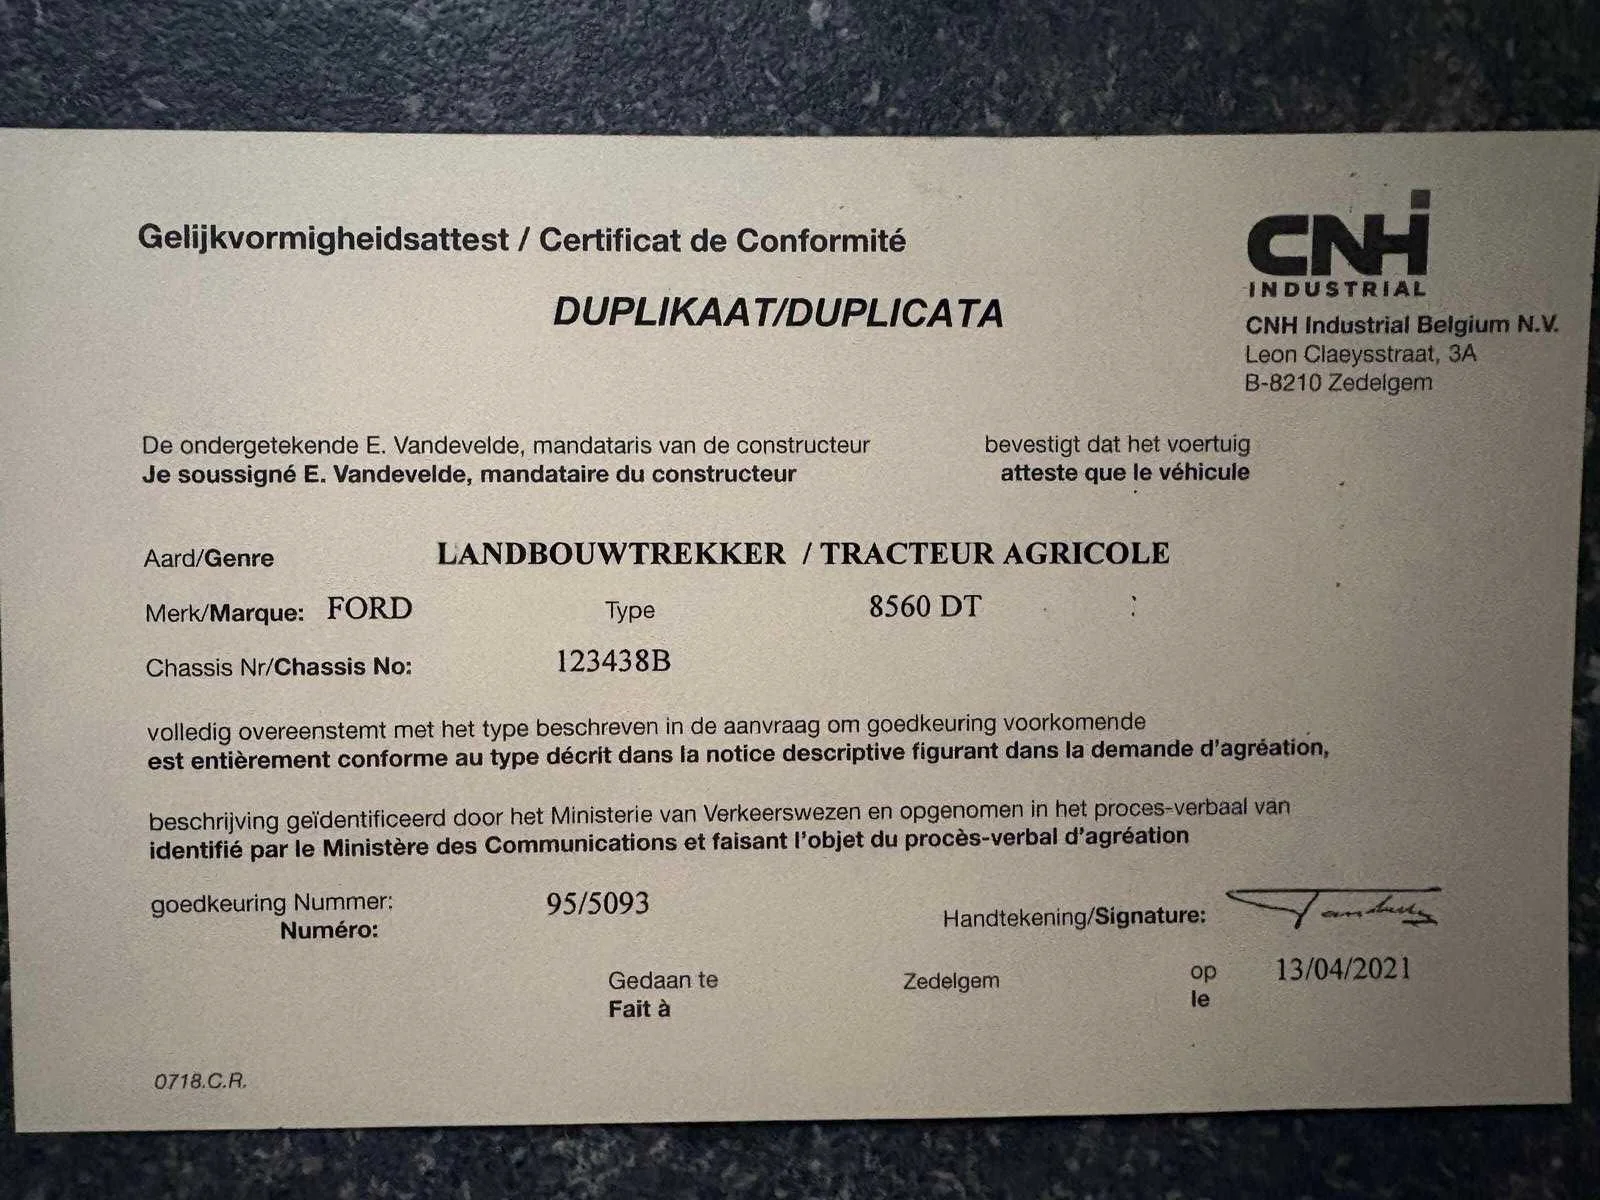 Gelijkvormigheidsattest / Certificat de Conformité
DUPLIKAAT/DUPLICATA
CNH
INDUSTRIAL
CNH Industrial Belgium N.V.
Leon Claeysstraat, 3A
B-8210 Zedelgem
De ondergetekende E. Vandevelde, mandataris van de constructeur bevestigt dat het voertuig
Je soussigné E. Vandevelde, mandataire du constructeur atteste que le véhicule
Aard/Genre LANDBOUWTREKKER / TRACTEUR AGRICOLE
Merk/Marque: FORD Type 8560 DT :
Chassis Nr/Chassis No: 123438B
volledig overeenstemt met het type beschreven in de aanvraag om goedkeuring voorkomende
est entièrement conforme au type décrit dans la notice descriptive figurant dans la demande d'agréation,
beschrijving geïdentificeerd door het Ministerie van Verkeerswezen en opgenomen in het proces-verbaal van
identifié par le Ministère des Communications et faisant l'objet du procès-verbal d'agréation
goedkeuring Nummer: 95/5093
Numéro:
Handtekening/Signature:
Gedaan te Zedelgem op 13/04/2021
Fait à le
0718.C.R.